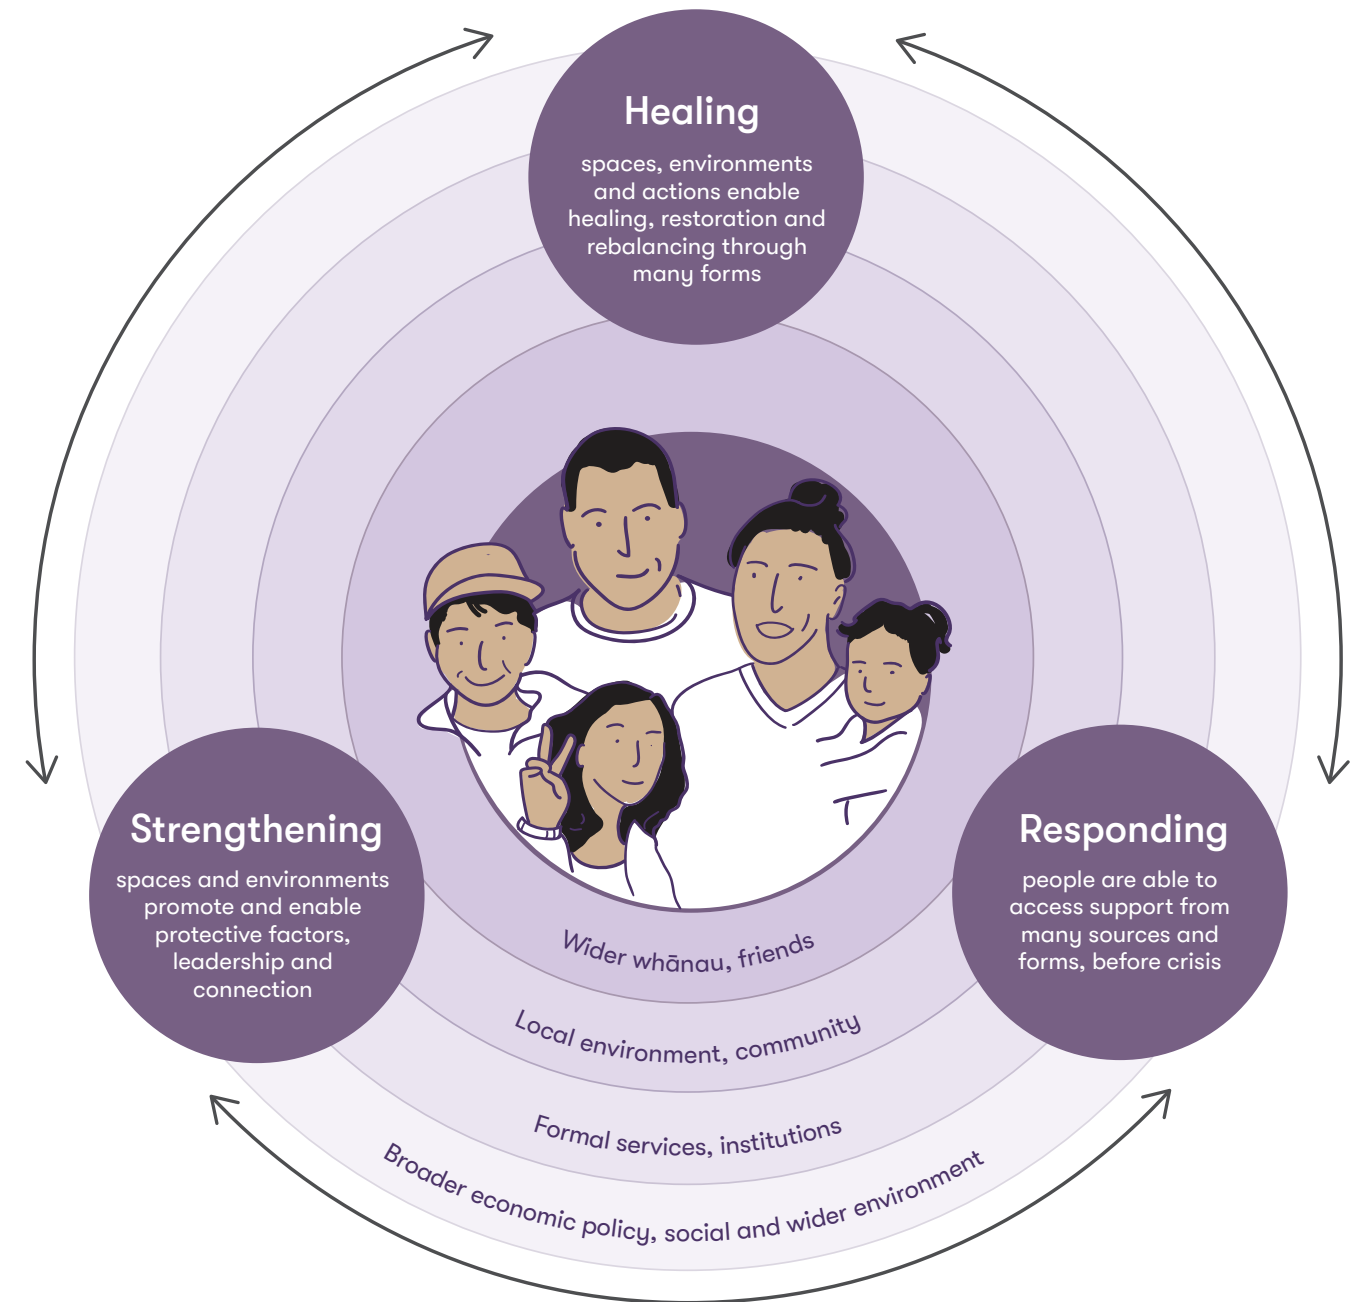 Healing
spaces, environments
and actions enable
healing, restoration and
rebalancing through
many forms
Strengthening
spaces and environments
promote and enable
protective factors,
leadership and
connection
Responding
people are able to
access support from
many sources and
forms, before crisis
Wider whānau, friends
Local environment, community
Formal services, institutions
Broader economic policy, social and wider environment